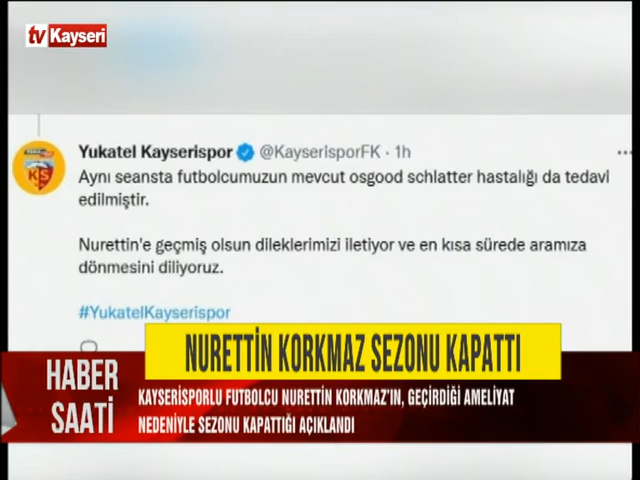 tv Kayseri
Yukatel Kayserispor @KayserisporFK · 1h
Aynı seansta futbolcumuzun mevcut osgood schlatter hastalığı da tedavi
edilmiştir.
Nurettin'e geçmiş olsun dileklerimizi iletiyor ve en kısa sürede aramıza
dönmesini diliyoruz.
#YukatelKayserispor
NURETTİN KORKMAZ SEZONU KAPATTI
HABER
SAATİ
KAYSERİSPORLU FUTBOLCU NURETTİN KORKMAZ'IN, GEÇİRDİĞİ AMELİYAT
NEDENİYLE SEZONU KAPATTIĞI AÇIKLANDI